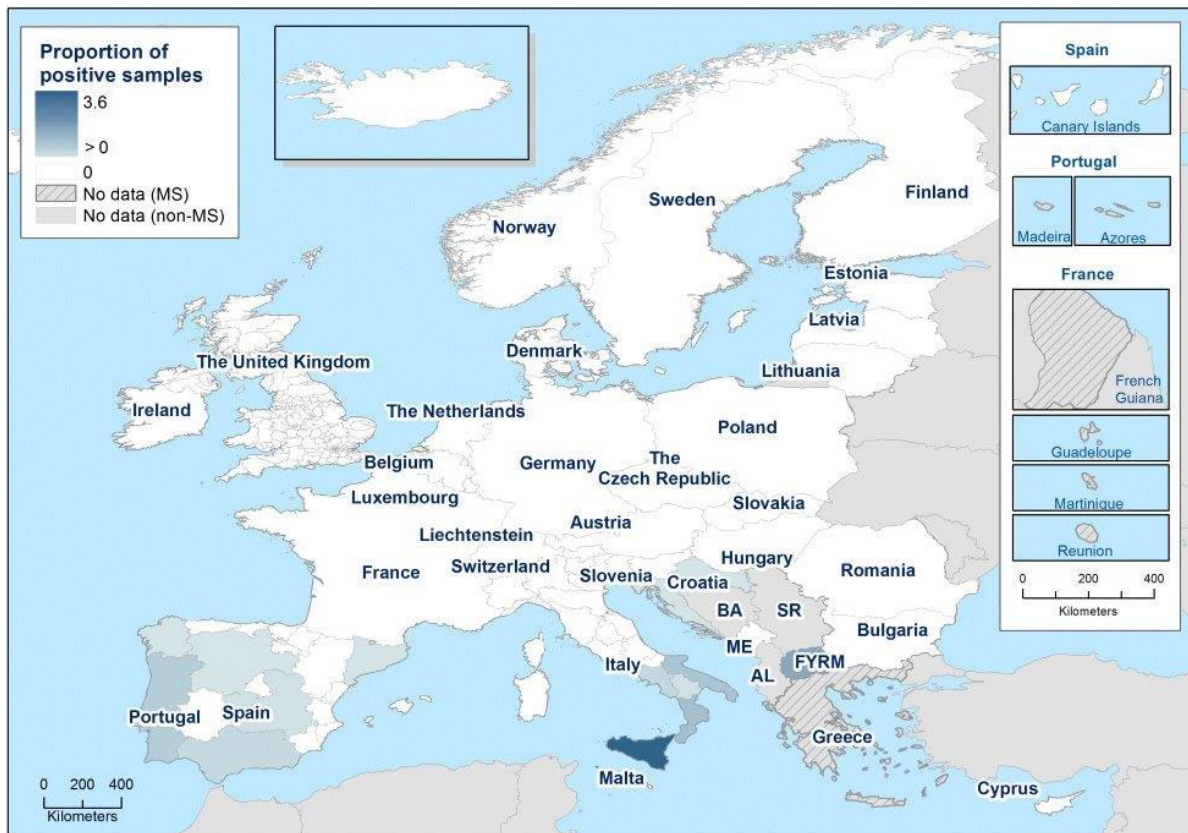 Proportion of
positive samples
3.6
> 0
0
No data (MS)
No data (non-MS)
Spain
Canary Islands
Portugal
Madeira
Azores
France
French
Guiana
Guadeloupe
Martinique
Reunion
0 200 400
Kilometers
Finland
Sweden
Norway
Estonia
Latvia
Denmark
The United Kingdom
Lithuania
Ireland
The Netherlands
Poland
Belgium
Germany
The
Czech Republic
Luxembourg
Slovakia
Austria
Liechtenstein
Hungary
France
Switzerland
Slovenia
Romania
Croatia
BA
SR
Bulgaria
ME
Italy
FYRM
AL
Portugal
Spain
Greece
Malta
Cyprus
0 200 400
Kilometers